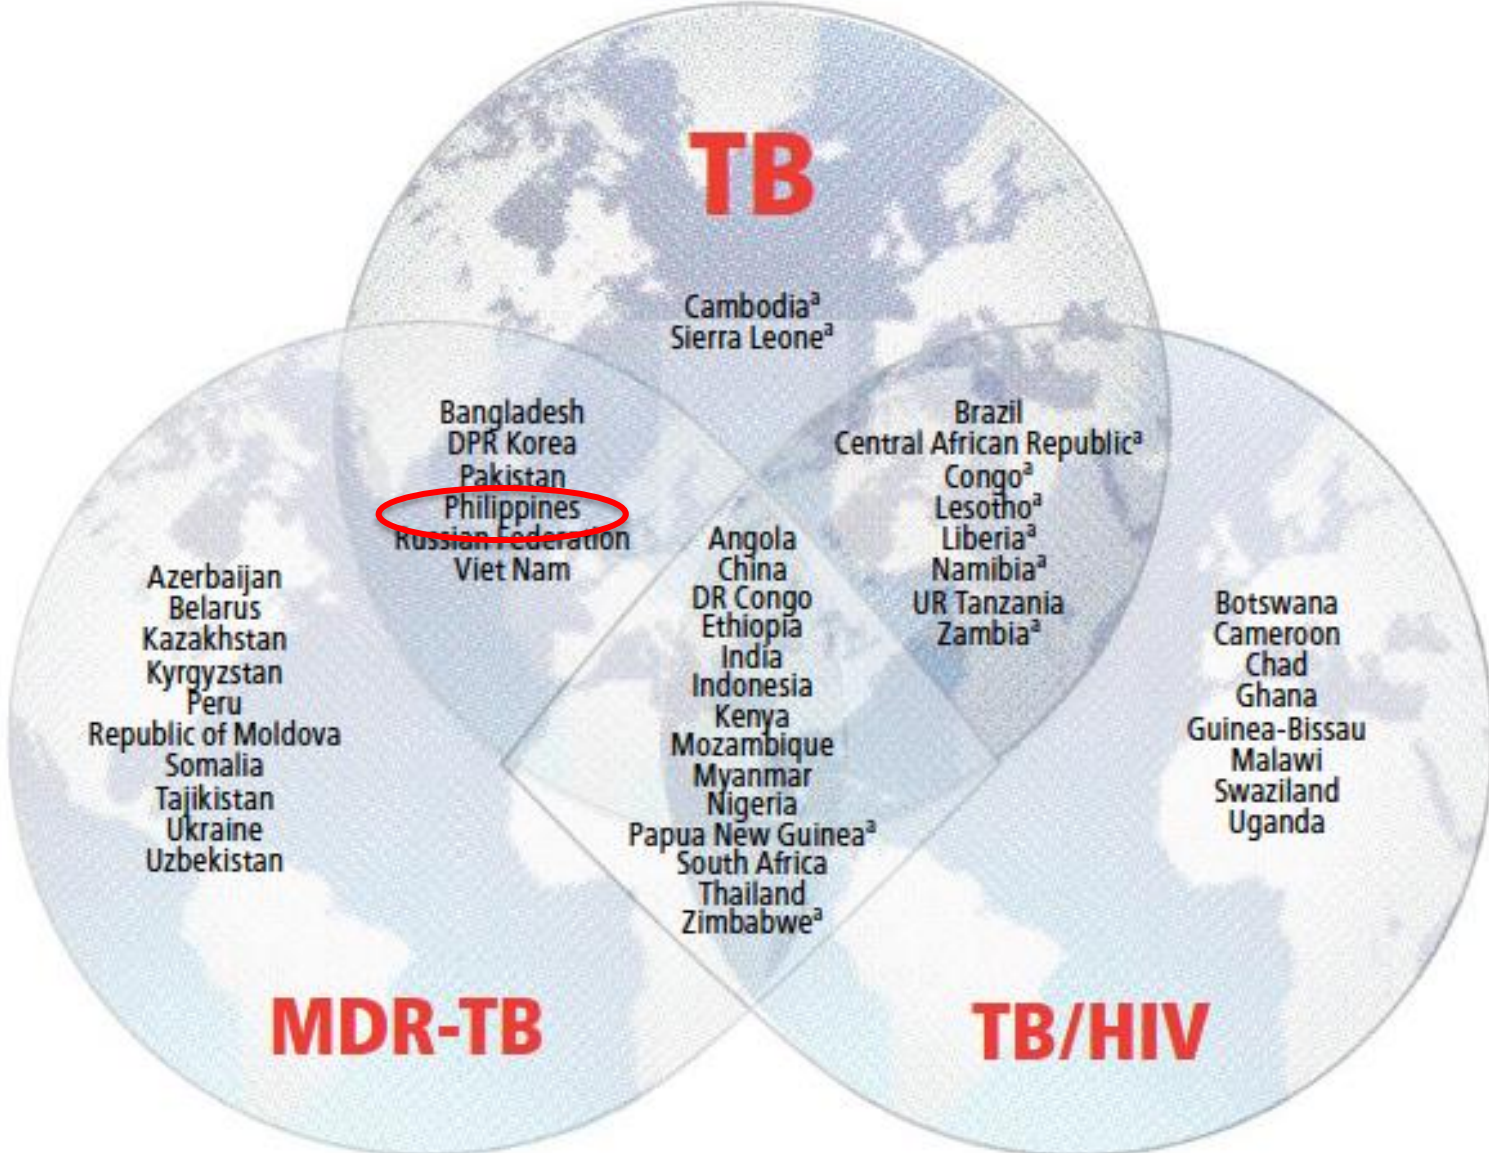 TB
Cambodiaª
Sierra Leoneª
Bangladesh
DPR Korea
Pakistan
Philippines
Russian Federation
Viet Nam
Brazil
Central African Republicª
Congoª
Lesothoª
Liberiaª
Namibiaª
UR Tanzania
Zambiaª
Angola
China
DR Congo
Ethiopia
India
Indonesia
Kenya
Mozambique
Myanmar
Nigeria
Papua New Guineaª
South Africa
Thailand
Zimbabweª
Azerbaijan
Belarus
Kazakhstan
Kyrgyzstan
Peru
Republic of Moldova
Somalia
Tajikistan
Ukraine
Uzbekistan
Botswana
Cameroon
Chad
Ghana
Guinea-Bissau
Malawi
Swaziland
Uganda
MDR-TB
TB/HIV